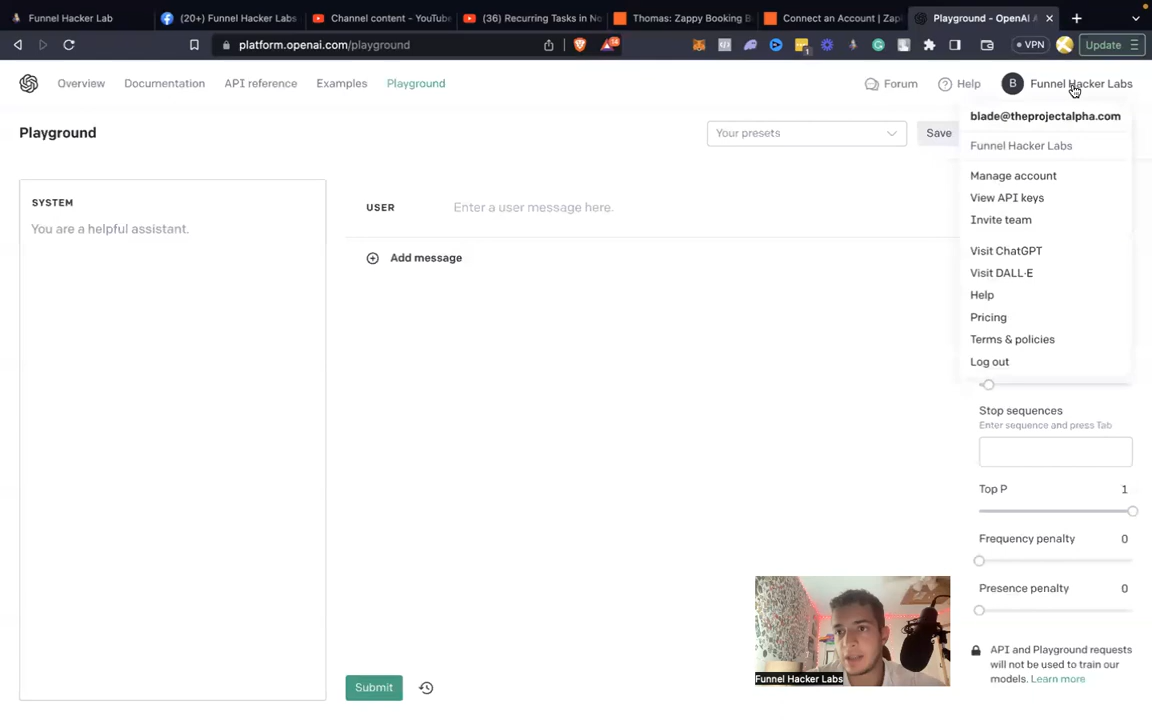 Funnel Hacker Lab
(20+) Funnel Hacker Labs
Channel content - YouTube
(36) Recurring Tasks in No
Thomas: Zappy Booking B
Connect an Account | Zap
Playground - OpenAI A
platform.openai.com/playground
14
1
VPN
Update
Overview
Documentation
API reference
Examples
Playground
Forum
Help
B
Funnel Hacker Labs
Playground
Your presets
Save
blade@theprojectalpha.com
Funnel Hacker Labs
Manage account
View API keys
Invite team
Visit ChatGPT
Visit DALL·E
Help
Pricing
Terms & policies
Log out
SYSTEM
You are a helpful assistant.
USER
Enter a user message here.
Add message
Stop sequences
Enter sequence and press Tab
Top P
1
Frequency penalty
0
Presence penalty
0
API and Playground requests
will not be used to train our
models. Learn more
Submit
Funnel Hacker Labs